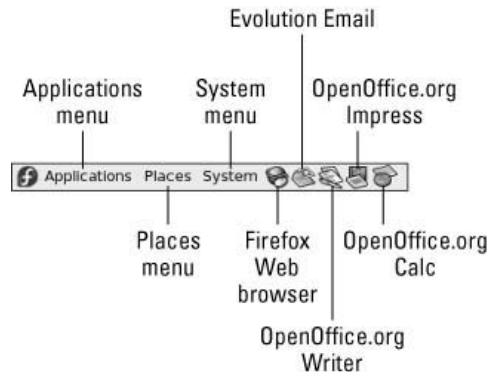 Evolution Email
Applications
menu
System
menu
OpenOffice.org
Impress
Applications Places System
Places
menu
Firefox
Web
browser
OpenOffice.org
Calc
OpenOffice.org
Writer